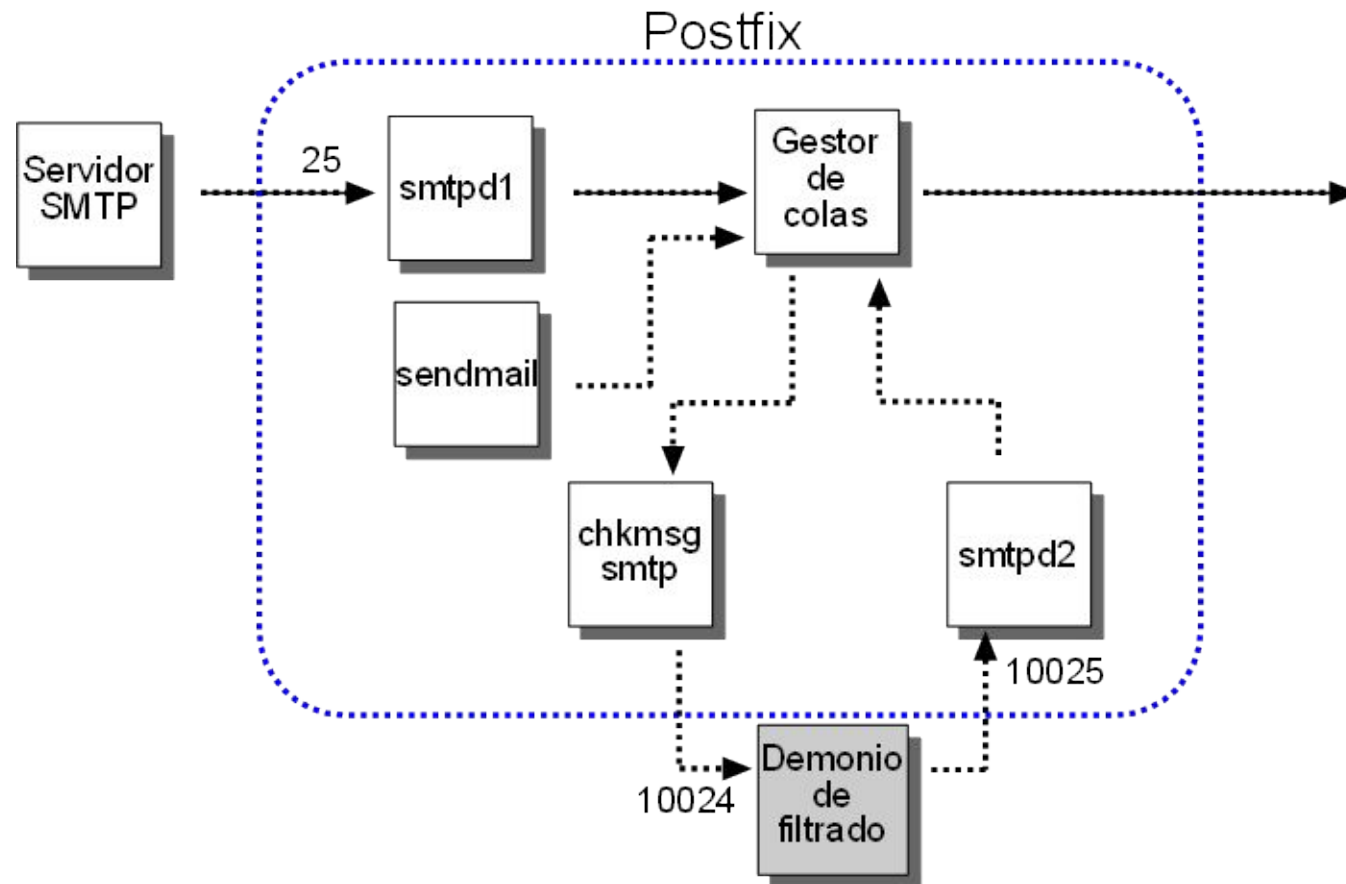 Postfix
Servidor
SMTP
25
smtpd1
Gestor
de
colas
sendmail
chkmsg
smtp
smtpd2
10025
10024
Demonio
de
filtrado